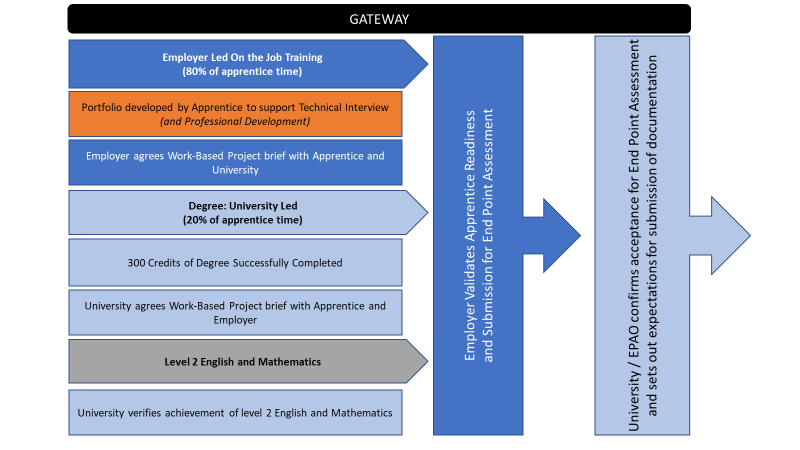 GATEWAY
Employer Led On the Job Training
(80% of apprentice time)
Portfolio developed by Apprentice to support Technical Interview
(and Professional Development)
Employer agrees Work-Based Project brief with Apprentice and
University
Degree: University Led
(20% of apprentice time)
300 Credits of Degree Successfully Completed
University agrees Work-Based Project brief with Apprentice and
Employer
Level 2 English and Mathematics
University verifies achievement of level 2 English and Mathematics
Employer Validates Apprentice Readiness
and Submission for End Point Assessment
University / EPAO confirms acceptance for End Point Assessment
and sets out expectations for submission of documentation